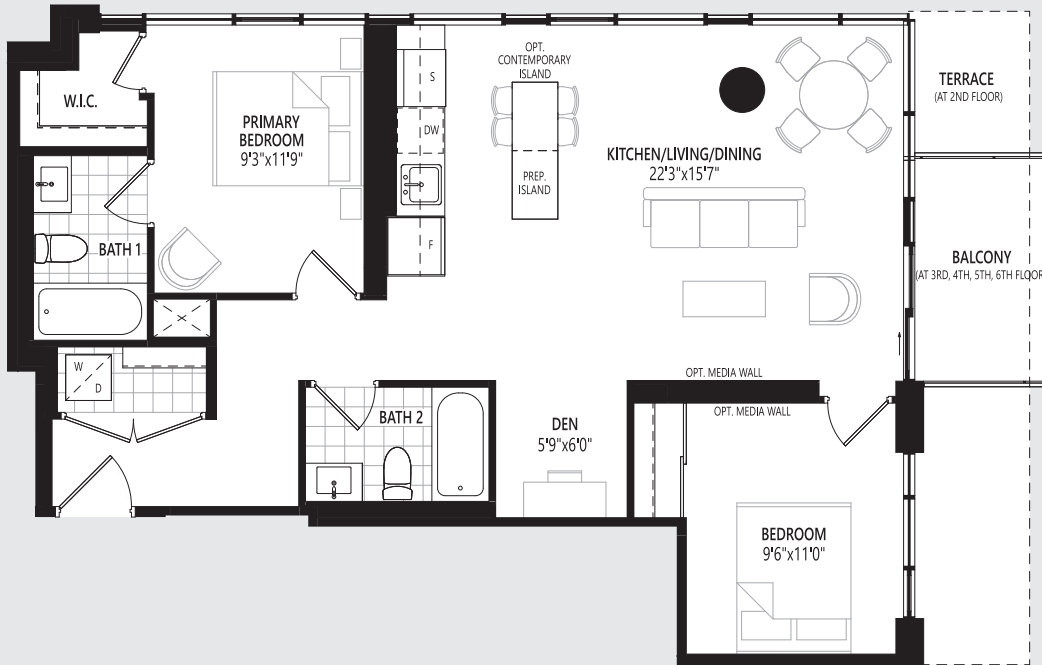 W.I.C.
PRIMARY
BEDROOM
9'3"x11'9"
BATH 1
W
D
S
DW
F
OPT.
CONTEMPORARY
ISLAND
PREP.
ISLAND
KITCHEN/LIVING/DINING
22'3"x15'7"
TERRACE
(AT 2ND FLOOR)
BALCONY
(AT 3RD, 4TH, 5TH, 6TH FLOOR
OPT. MEDIA WALL
OPT. MEDIA WALL
BATH 2
DEN
5'9"x6'0"
BEDROOM
9'6"x11'0"